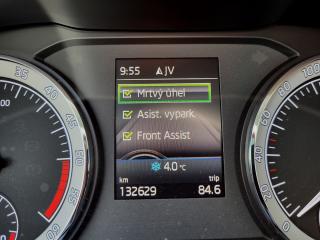 9:55 JV
Mrtvý úhel
Asist. vypark.
Front Assist
4.0 °C
km trip
132629 84.6